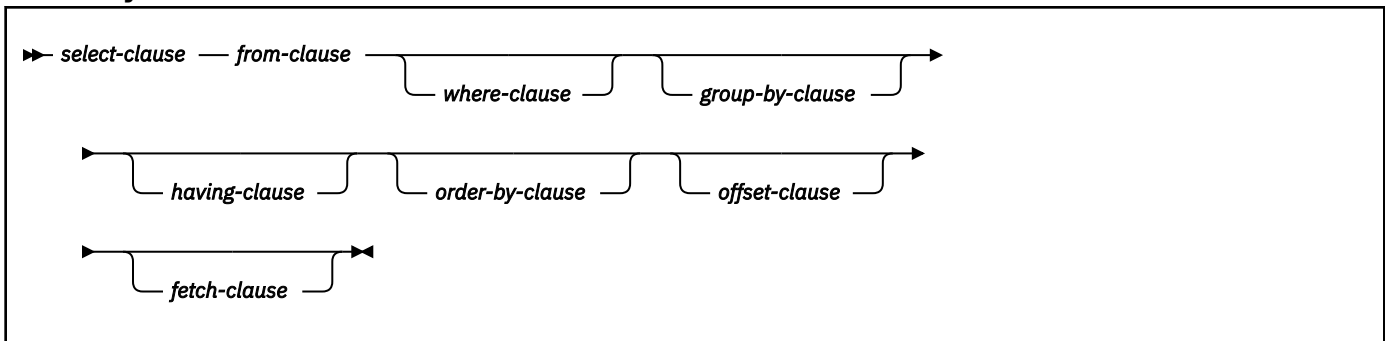 select-clause from-clause
where-clause group-by-clause
having-clause order-by-clause offset-clause
fetch-clause